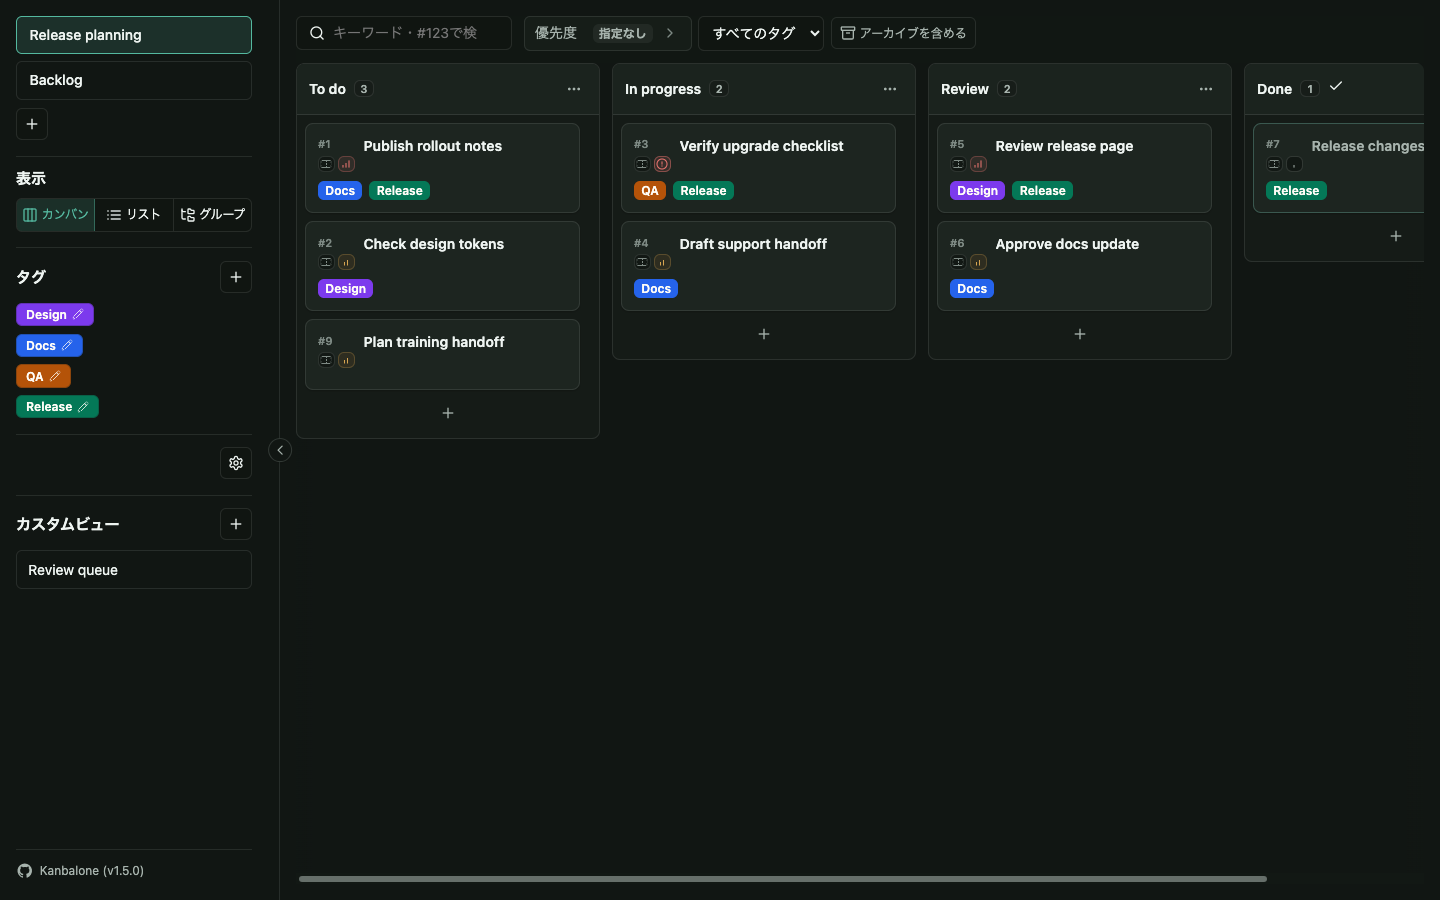 Release planning
Backlog
表示
カンバン
リスト
グループ
タグ
Design
Docs
QA
Release
カスタムビュー
Review queue
Kanbalone (v1.5.0)
キーワード・#123で検
優先度 指定なし
すべてのタグ
アーカイブを含める
To do 3
#1 Publish rollout notes
Docs Release
#2 Check design tokens
Design
#9 Plan training handoff
In progress 2
#3 Verify upgrade checklist
QA Release
#4 Draft support handoff
Docs
Review 2
#5 Review release page
Design Release
#6 Approve docs update
Docs
Done 1
#7 Release changes
Release